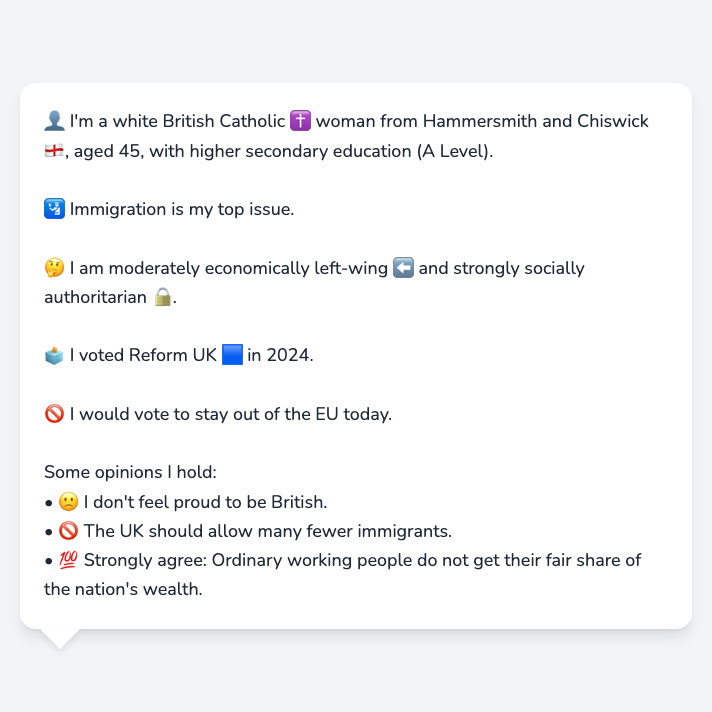 👤 I'm a white British Catholic ✝️ woman from Hammersmith and Chiswick
🏴󠁧󠁢󠁥󠁮󠁧󠁿, aged 45, with higher secondary education (A Level).
🛂 Immigration is my top issue.
🤔 I am moderately economically left-wing ⬅️ and strongly socially
authoritarian 🔒.
🗳️ I voted Reform UK 🟦 in 2024.
🚫 I would vote to stay out of the EU today.
Some opinions I hold:
• 🙁 I don't feel proud to be British.
• 🚫 The UK should allow many fewer immigrants.
• 💯 Strongly agree: Ordinary working people do not get their fair share of
the nation's wealth.